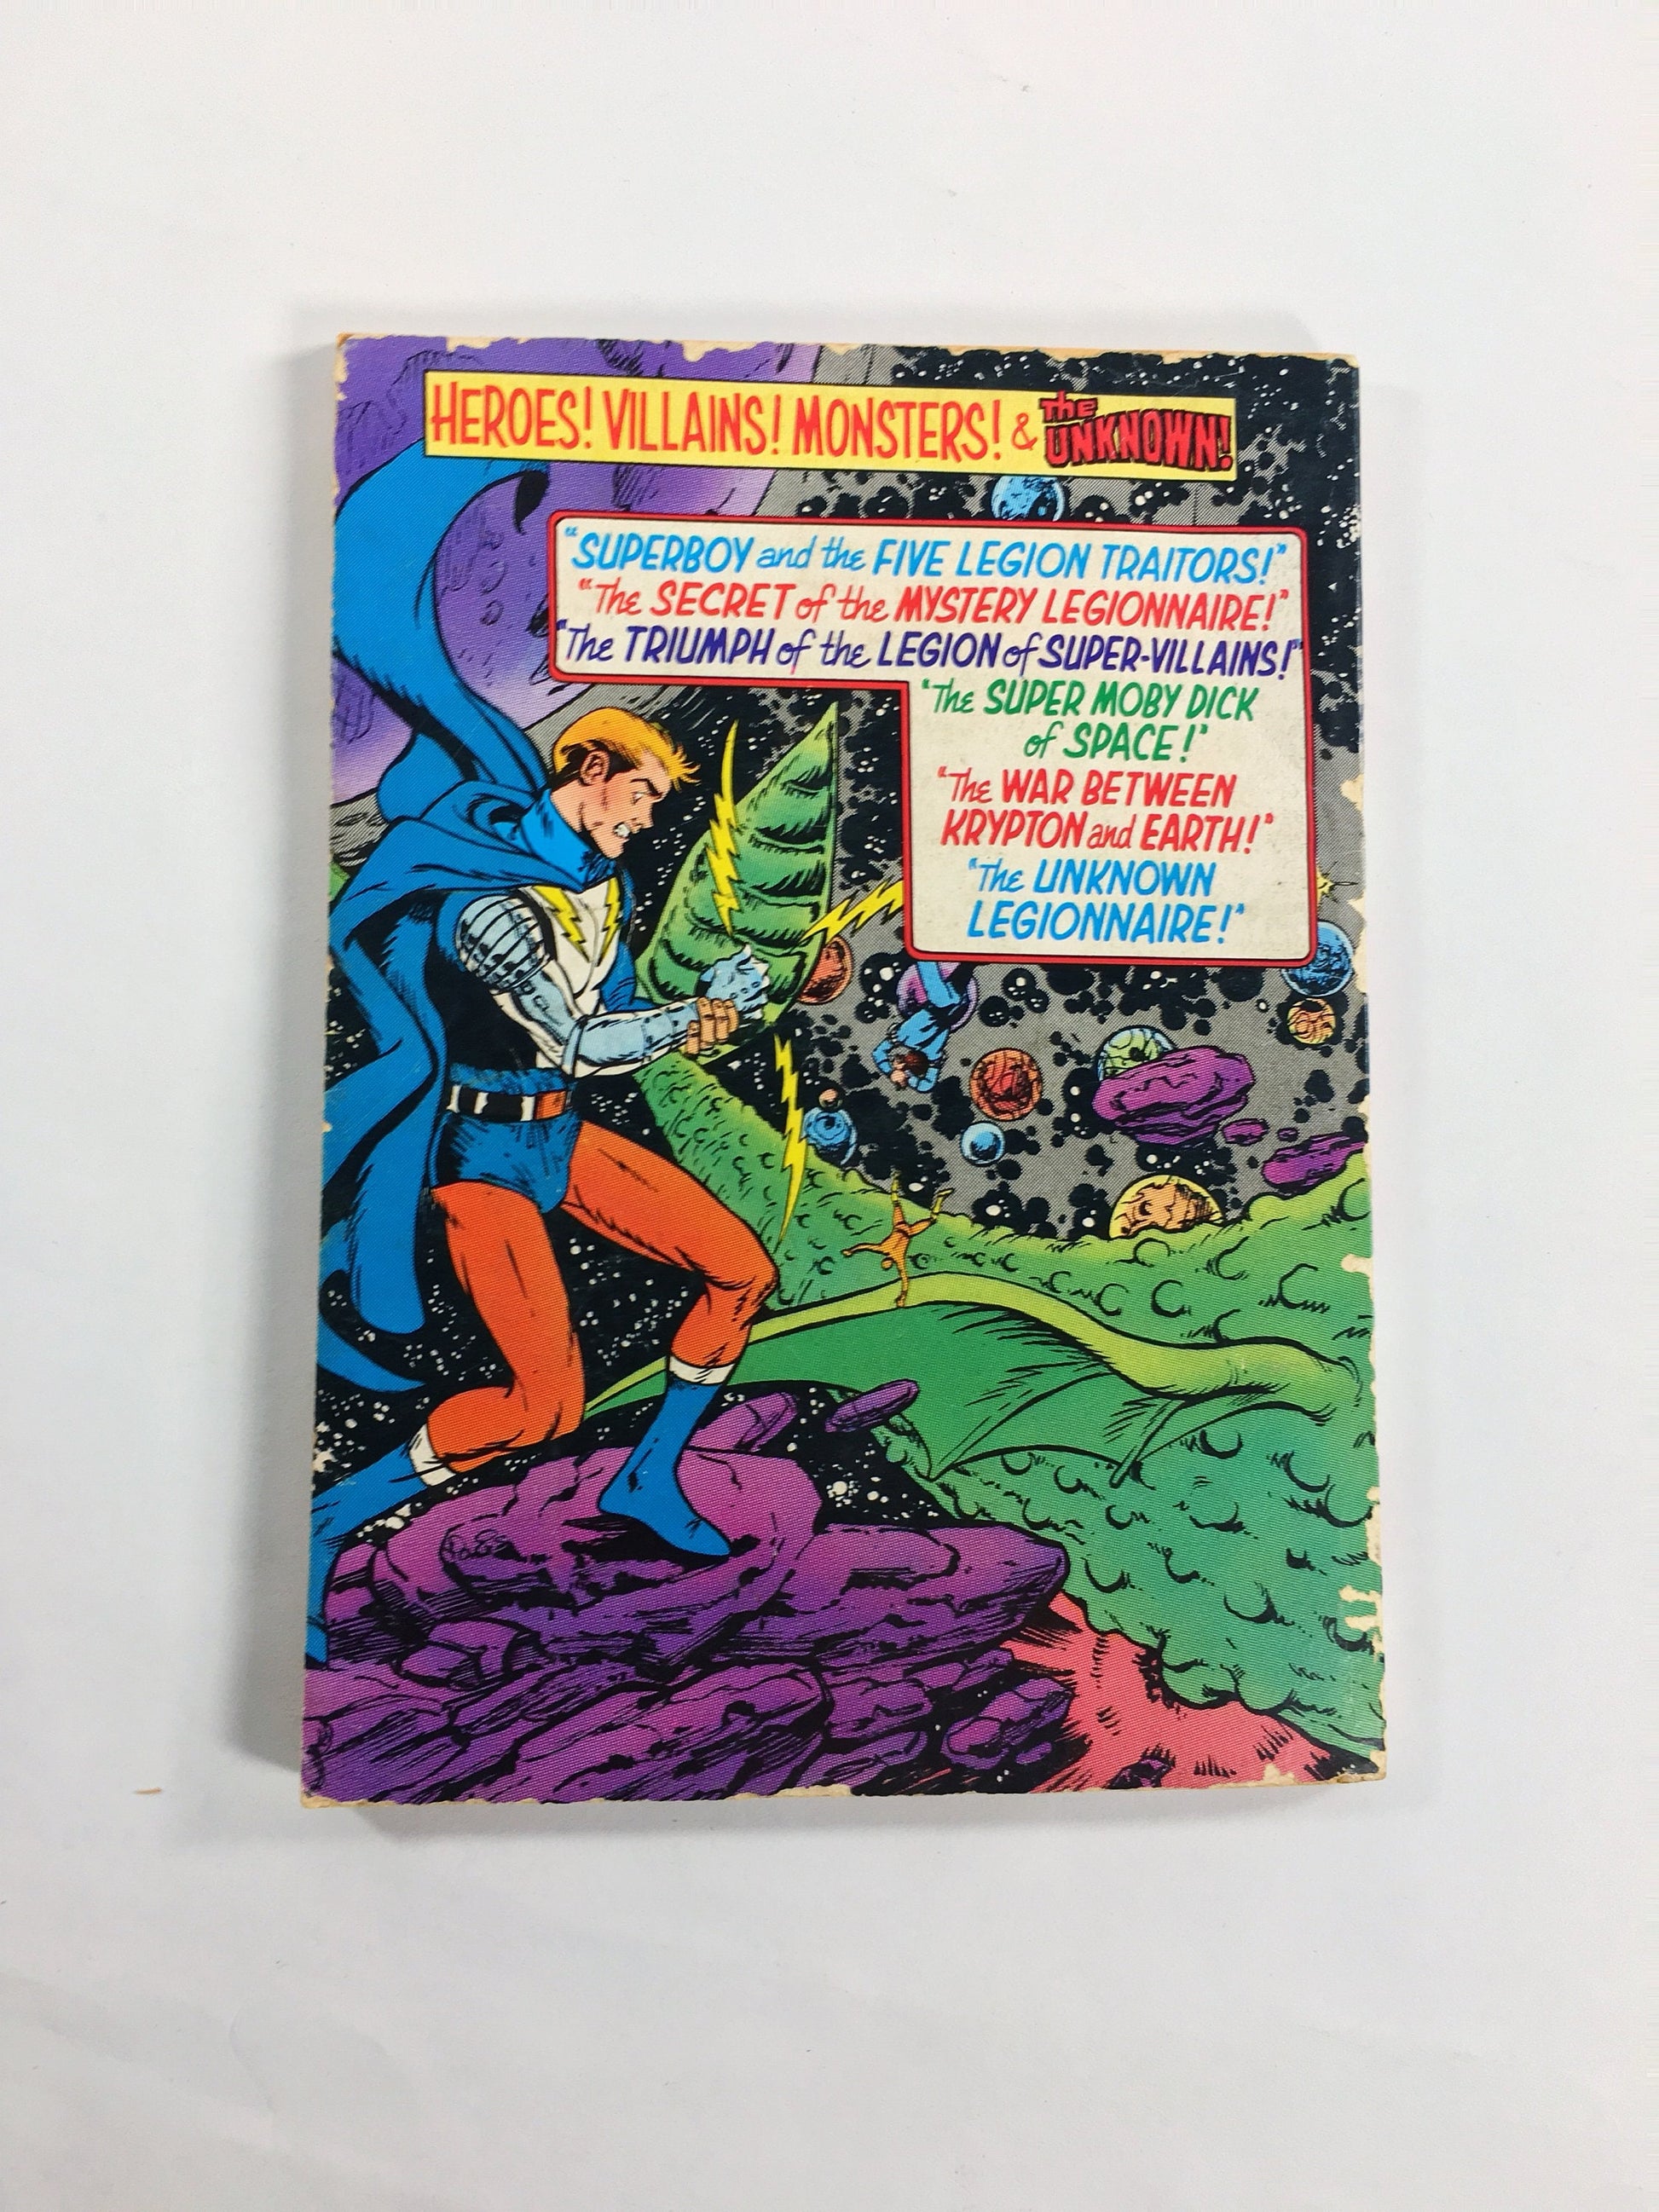 HEROES! VILLAINS! MONSTERS! & The UNKNOWN!
"SUPERBOY and the FIVE LEGION TRAITORS!"
"The SECRET of the MYSTERY LEGIONNAIRE!"
"The TRIUMPH of the LEGION of SUPER-VILLAINS!"
"The SUPER MOBY DICK
of SPACE!"
"The WAR BETWEEN
KRYPTON and EARTH!"
"The UNKNOWN
LEGIONNAIRE!"